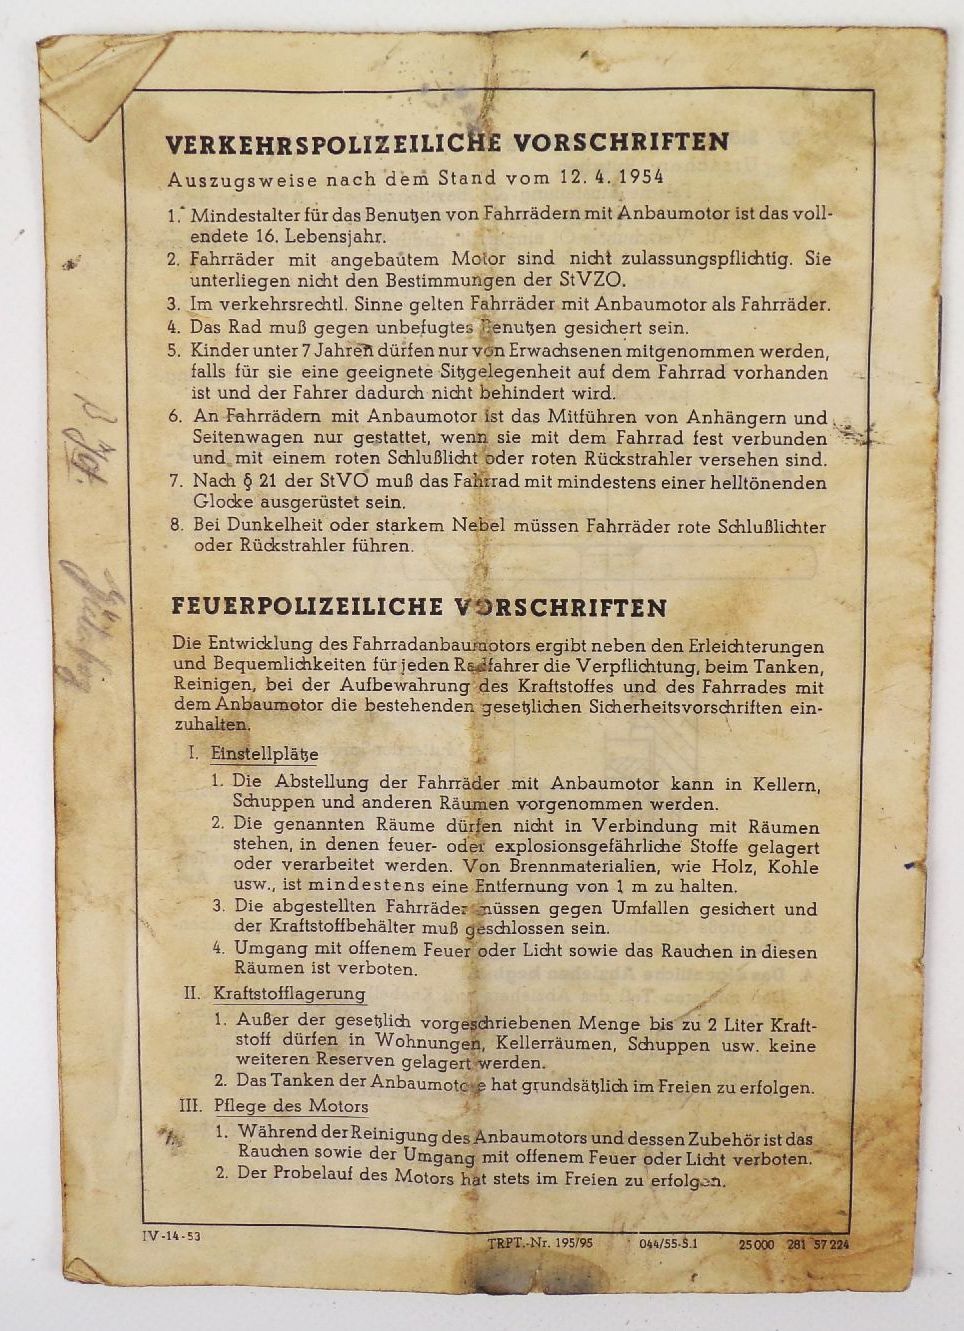 VERKEHRSPOLIZEILICHE VORSCHRIFTEN
Auszugsweise nach dem Stand vom 12. 4. 1954
1. Mindestalter für das Benutzen von Fahrrädern mit Anbaumotor ist das voll-
endete 16. Lebensjahr.
2. Fahrräder mit angebautem Motor sind nicht zulassungspflichtig. Sie
unterliegen nicht den Bestimmungen der StVZO.
3. Im verkehrsrechtl. Sinne gelten Fahrräder mit Anbaumotor als Fahrräder.
4. Das Rad muß gegen unbefugtes Benutzen gesichert sein.
5. Kinder unter 7 Jahren dürfen nur von Erwachsenen mitgenommen werden,
falls für sie eine geeignete Sitzgelegenheit auf dem Fahrrad vorhanden
ist und der Fahrer dadurch nicht behindert wird.
6. An Fahrrädern mit Anbaumotor ist das Mitführen von Anhängern und
Seitenwagen nur gestattet, wenn sie mit dem Fahrrad fest verbunden
und mit einem roten Schlußlicht oder roten Rückstrahler versehen sind.
7. Nach § 21 der StVO muß das Fahrrad mit mindestens einer helltönenden
Glocke ausgerüstet sein.
8. Bei Dunkelheit oder starkem Nebel müssen Fahrräder rote Schlußlichter
oder Rückstrahler führen.
FEUERPOLIZEILICHE VORSCHRIFTEN
Die Entwicklung des Fahrradanbaumotors ergibt neben den Erleichterungen
und Bequemlichkeiten für jeden Radfahrer die Verpflichtung, beim Tanken,
Reinigen, bei der Aufbewahrung des Kraftstoffes und des Fahrrades mit
dem Anbaumotor die bestehenden gesetzlichen Sicherheitsvorschriften ein-
zuhalten.
I. Einstellplätze
1. Die Abstellung der Fahrräder mit Anbaumotor kann in Kellern,
Schuppen und anderen Räumen vorgenommen werden.
2. Die genannten Räume dürfen nicht in Verbindung mit Räumen
stehen, in denen feuer- oder explosionsgefährliche Stoffe gelagert
oder verarbeitet werden. Von Brennmaterialien, wie Holz, Kohle
usw., ist mindestens eine Entfernung von 1 m zu halten.
3. Die abgestellten Fahrräder müssen gegen Umfallen gesichert und
der Kraftstoffbehälter muß geschlossen sein.
4. Umgang mit offenem Feuer oder Licht sowie das Rauchen in diesen
Räumen ist verboten.
II. Kraftstofflagerung
1. Außer der gesetzlich vorgeschriebenen Menge bis zu 2 Liter Kraft-
stoff dürfen in Wohnungen, Kellerräumen, Schuppen usw. keine
weiteren Reserven gelagert werden.
2. Das Tanken der Anbaumotore hat grundsätzlich im Freien zu erfolgen.
III. Pflege des Motors
1. Während der Reinigung des Anbaumotors und dessen Zubehör ist das
Rauchen sowie der Umgang mit offenem Feuer oder Licht verboten.
2. Der Probelauf des Motors hat stets im Freien zu erfolgen.
IV-14-53 TRPT.-Nr. 195/95 044/55-S.1 25000 281 57224